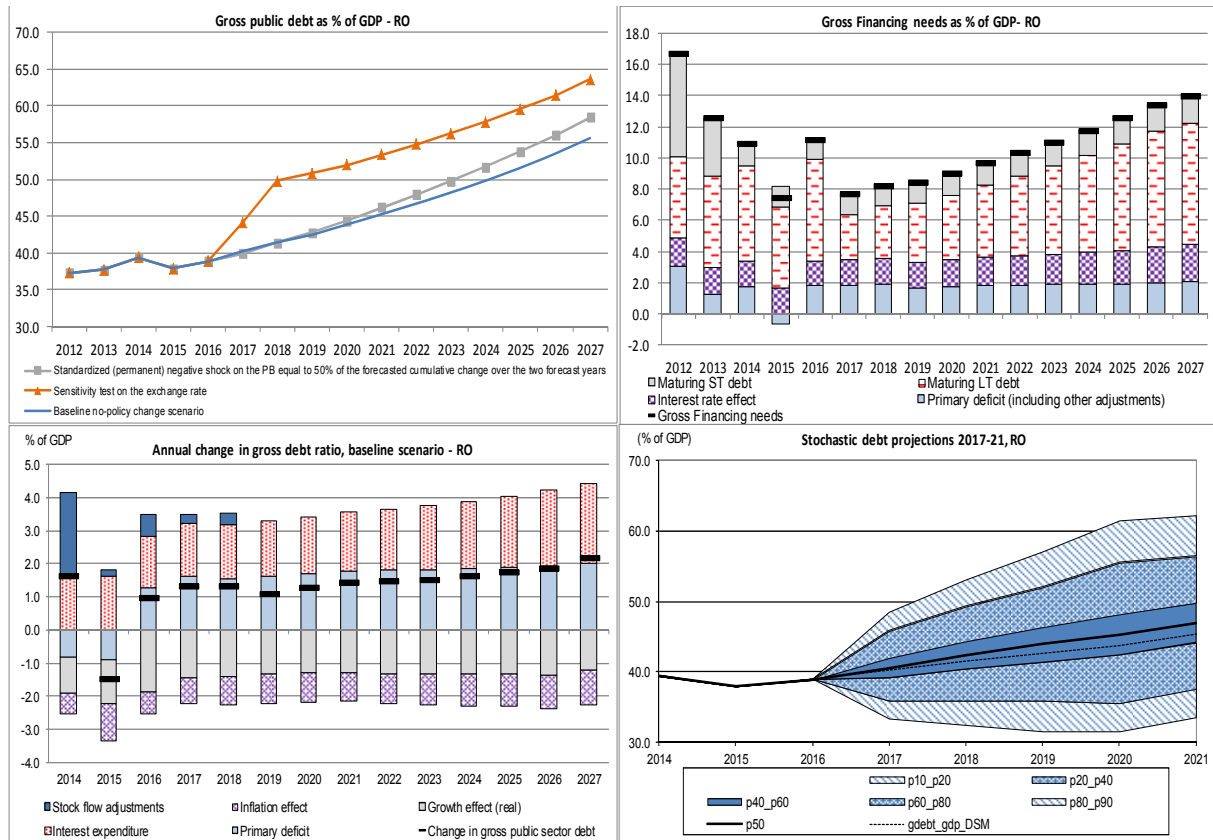 Gross public debt as % of GDP - RO
70.0
65.0
60.0
55.0
50.0
45.0
40.0
35.0
30.0
2012 2013 2014 2015 2016 2017 2018 2019 2020 2021 2022 2023 2024 2025 2026 2027
Standardized (permanent) negative shock on the PB equal to 50% of the forecasted cumulative change over the two forecast years
Sensitivity test on the exchange rate
Baseline no-policy change scenario
Gross Financing needs as % of GDP- RO
18.0
16.0
14.0
12.0
10.0
8.0
6.0
4.0
2.0
0.0
-2.0
2012 2013 2014 2015 2016 2017 2018 2019 2020 2021 2022 2023 2024 2025 2026 2027
Maturing ST debt Maturing LT debt
Interest rate effect Primary deficit (including other adjustments)
Gross Financing needs
% of GDP
Annual change in gross debt ratio, baseline scenario - RO
5.0
4.0
3.0
2.0
1.0
0.0
-1.0
-2.0
-3.0
-4.0
2014 2015 2016 2017 2018 2019 2020 2021 2022 2023 2024 2025 2026 2027
Stock flow adjustments Inflation effect Growth effect (real)
Interest expenditure Primary deficit Change in gross public sector debt
(% of GDP)
Stochastic debt projections 2017-21, RO
70.0
60.0
50.0
40.0
30.0
2014 2015 2016 2017 2018 2019 2020 2021
p10_p20 p20_p40
p40_p60 p60_p80 p80_p90
p50 gdebt_gdp_DSM